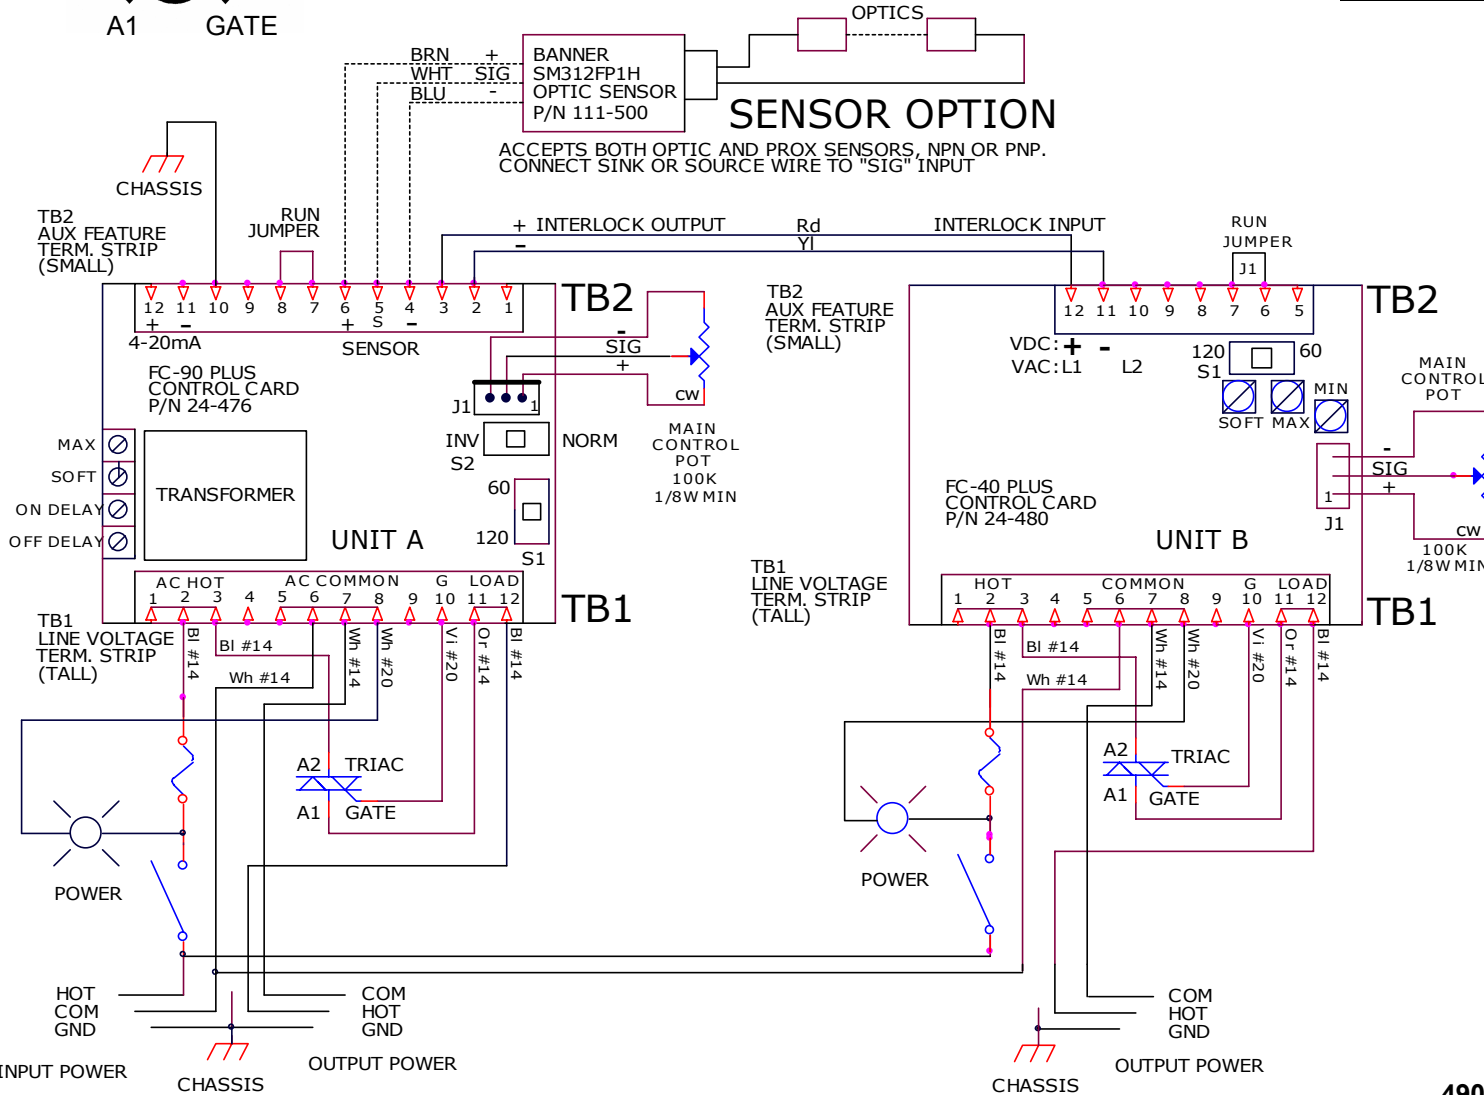 A1 GATE
OPTICS
BRN +
WHT SIG
BLU -
BANNER
SM312FP1H
OPTIC SENSOR
P/N 111-500
SENSOR OPTION
ACCEPTS BOTH OPTIC AND PROX SENSORS, NPN OR PNP.
CONNECT SINK OR SOURCE WIRE TO "SIG" INPUT
CHASSIS
TB2
AUX FEATURE
TERM. STRIP
(SMALL)
RUN
JUMPER
+ INTERLOCK OUTPUT Rd INTERLOCK INPUT
- Yl
RUN
JUMPER
J1
12 11 10 9 8 7 6 5 4 3 2 1
+ - + S -
4-20mA
SENSOR
TB2
FC-90 PLUS
CONTROL CARD
P/N 24-476
-
SIG
+
cw
J1 1
INV NORM
S2
MAIN
CONTROL
POT
100K
1/8W MIN
60
120
S1
MAX
SOFT
ON DELAY
OFF DELAY
TRANSFORMER
UNIT A
AC HOT AC COMMON G LOAD
1 2 3 4 5 6 7 8 9 10 11 12
TB1
TB1
LINE VOLTAGE
TERM. STRIP
(TALL)
Bl #14
Bl #14
Wh #14
Wh #14
Wh #20
Vi #20
Or #14
Bl #14
A2 TRIAC
A1 GATE
POWER
HOT
COM
GND
INPUT POWER
CHASSIS
COM
HOT
GND
OUTPUT POWER
TB2
AUX FEATURE
TERM. STRIP
(SMALL)
12 11 10 9 8 7 6 5
TB2
VDC: + -
VAC: L1 L2
120 60
S1
SOFT MAX MIN
MAIN
CONTROL
POT
-
SIG
+
cw
1
J1
100K
1/8W MIN
FC-40 PLUS
CONTROL CARD
P/N 24-480
UNIT B
TB1
LINE VOLTAGE
TERM. STRIP
(TALL)
HOT COMMON G LOAD
1 2 3 4 5 6 7 8 9 10 11 12
TB1
Bl #14
Bl #14
Wh #14
Wh #14
Wh #20
Vi #20
Or #14
Bl #14
A2 TRIAC
A1 GATE
POWER
COM
HOT
GND
OUTPUT POWER
CHASSIS
490